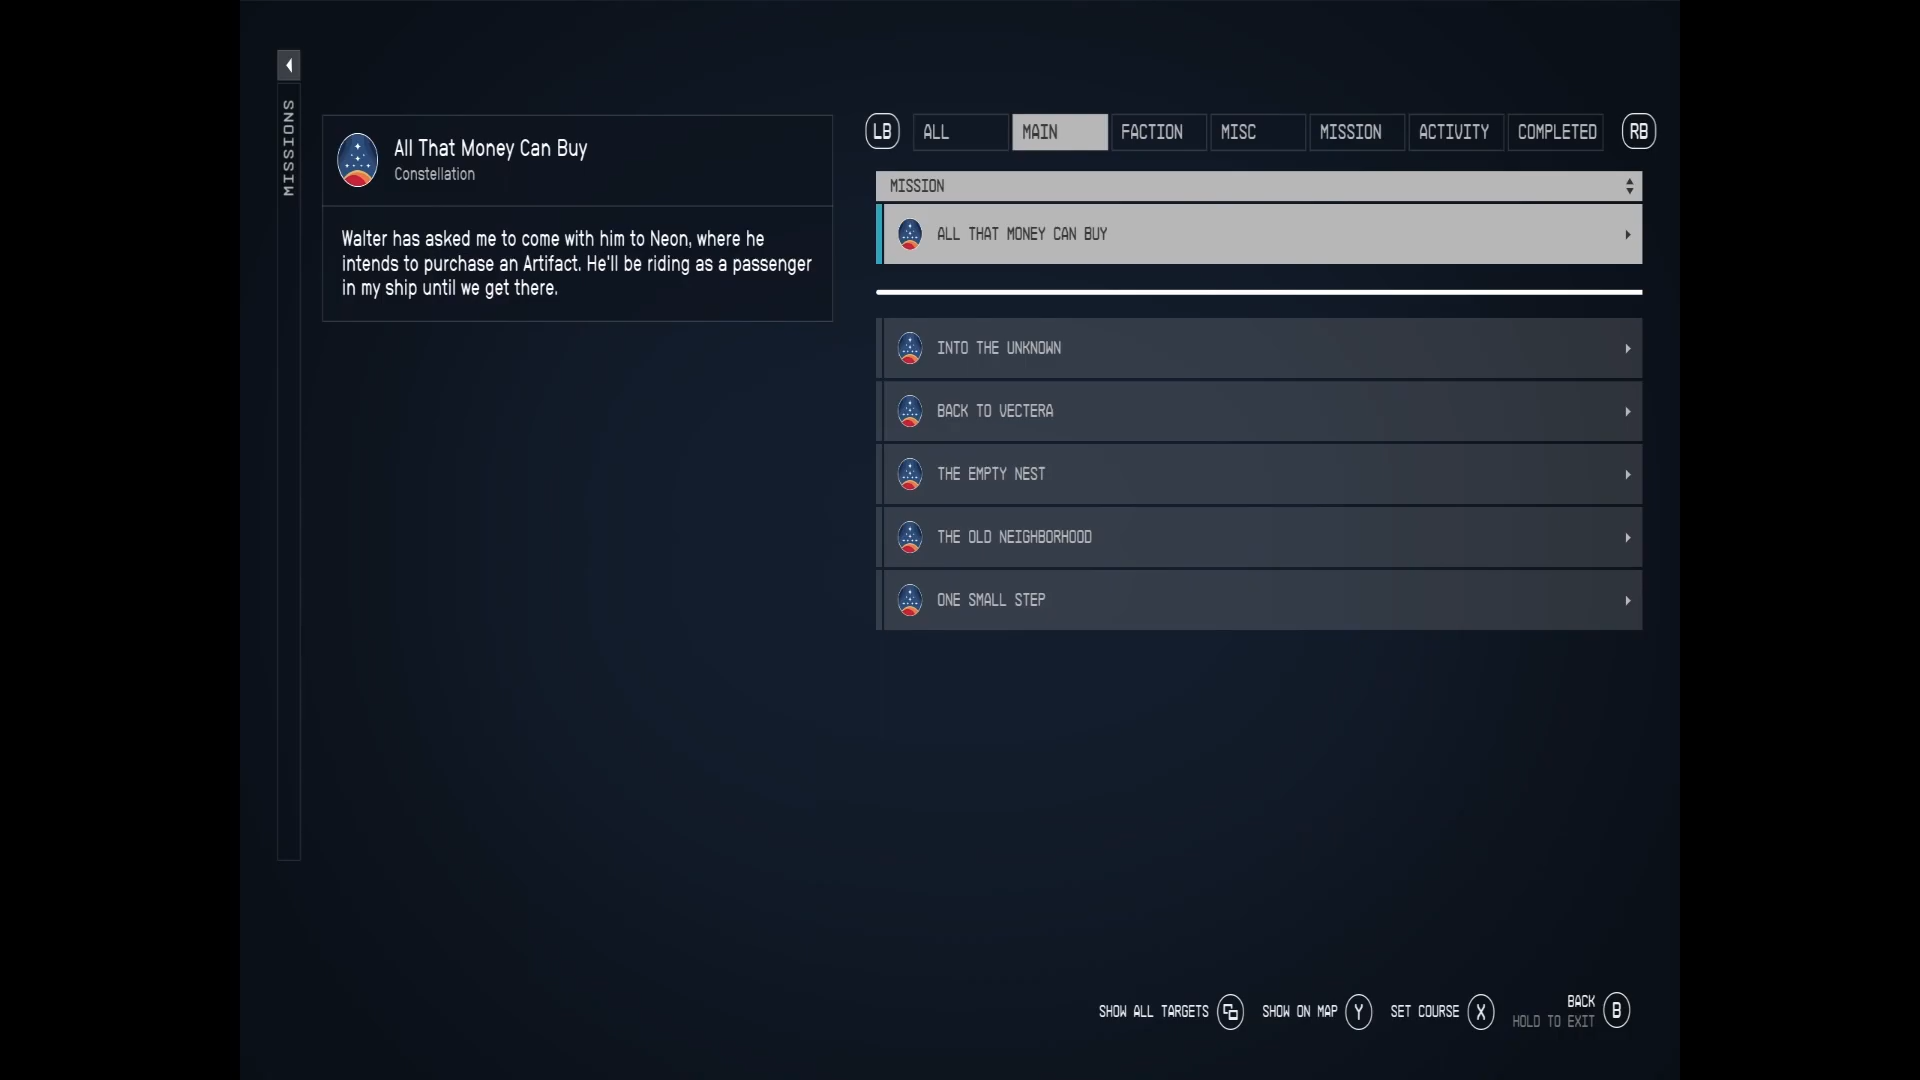 MISSIONS
All That Money Can Buy
Constellation
Walter has asked me to come with him to Neon, where he
intends to purchase an Artifact. He'll be riding as a passenger
in my ship until we get there.
LB ALL MAIN FACTION MISC MISSION ACTIVITY COMPLETED RB
MISSION
ALL THAT MONEY CAN BUY
INTO THE UNKNOWN
BACK TO VECTERA
THE EMPTY NEST
THE OLD NEIGHBORHOOD
ONE SMALL STEP
SHOW ALL TARGETS SHOW ON MAP Y SET COURSE X BACK B
HOLD TO EXIT